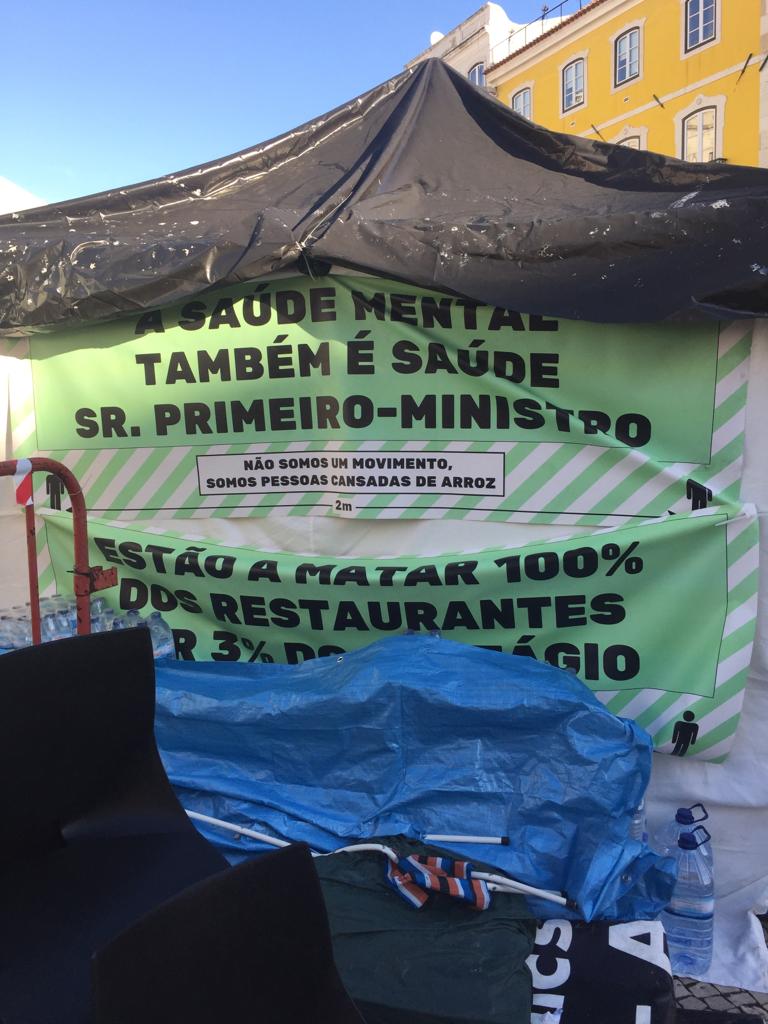 A SAÚDE MENTAL
TAMBÉM É SAÚDE
SR. PRIMEIRO-MINISTRO
NÃO SOMOS UM MOVIMENTO,
SOMOS PESSOAS CANSADAS DE ARROZ
2m
ESTÃO A MATAR 100%
DOS RESTAURANTES
3%